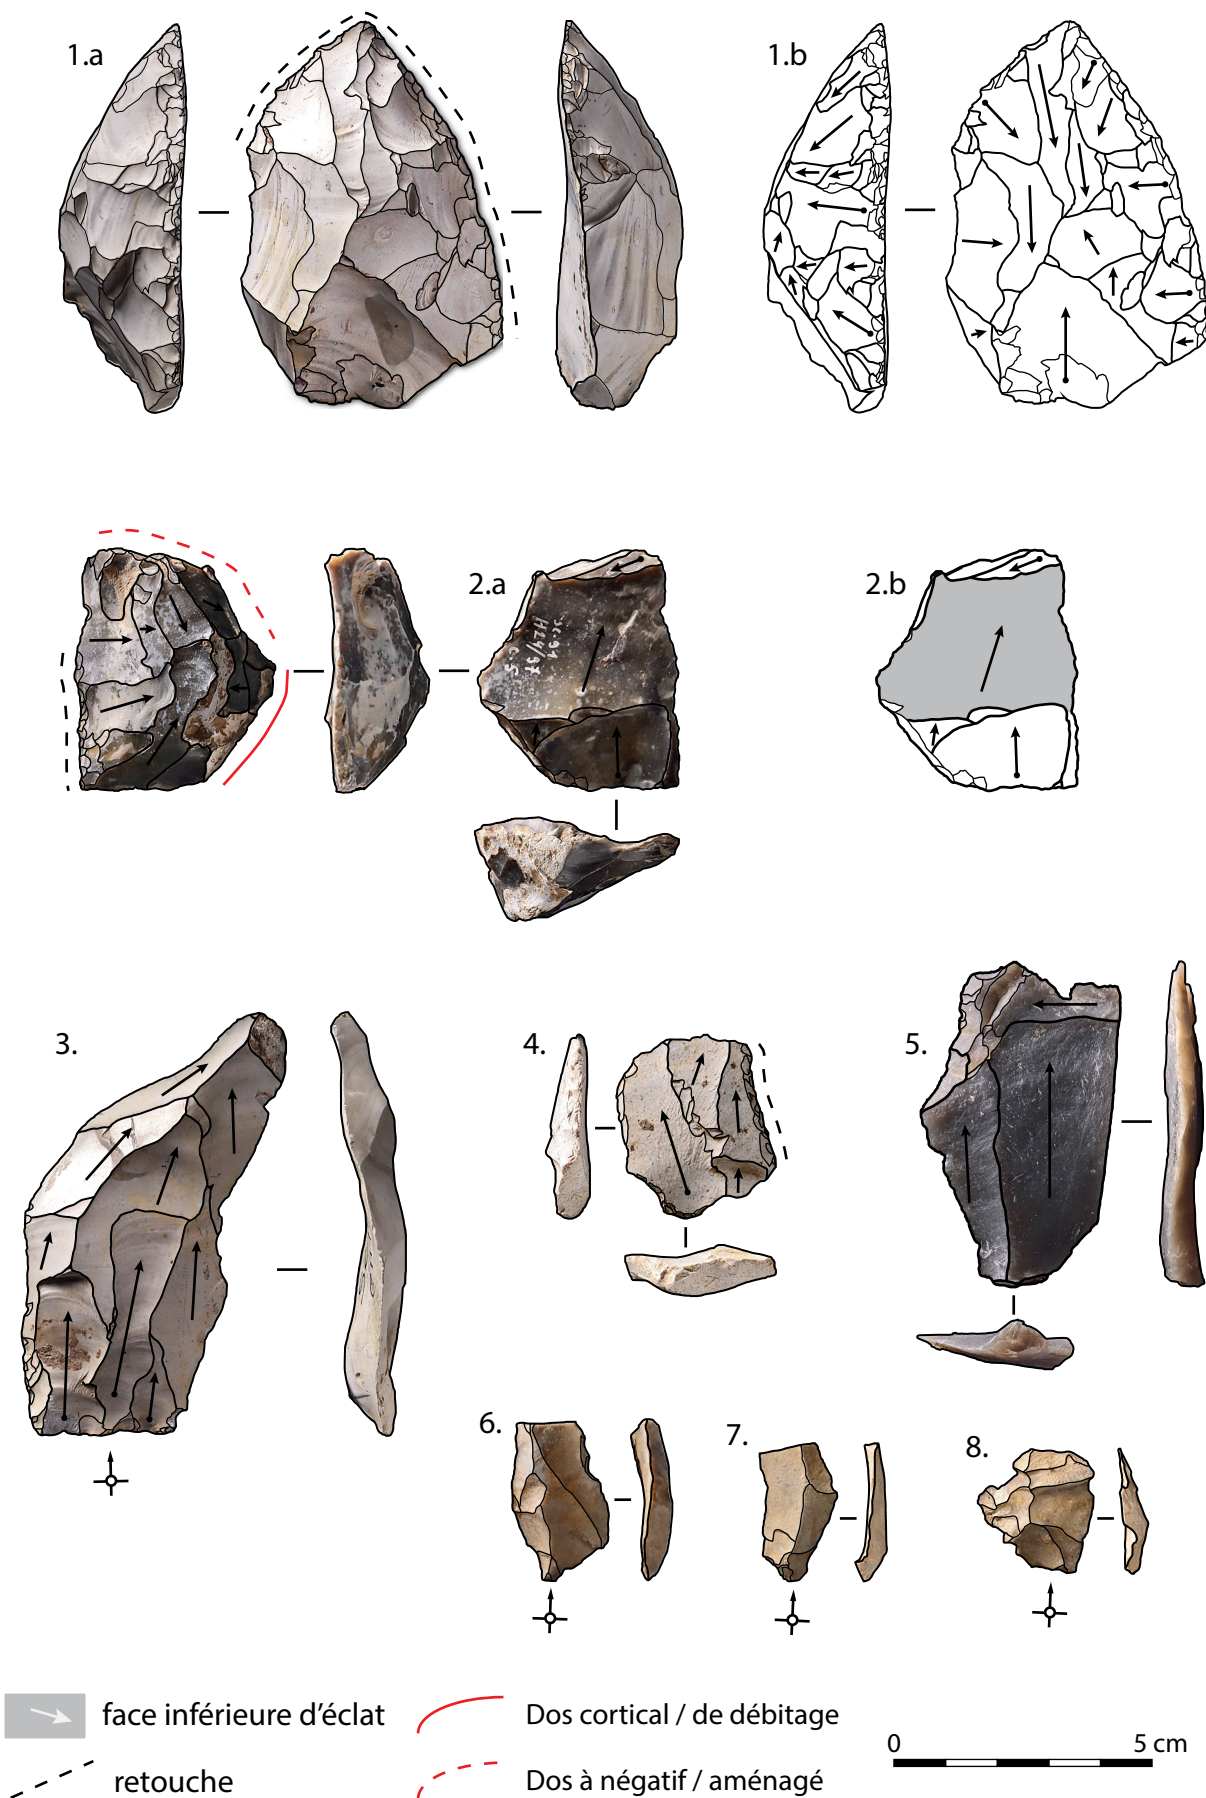 1.a
1.b
2.a
2.b
3.
4.
5.
6.
7.
8.
face inférieure d'éclat
Dos cortical / de débitage
retouche
Dos à négatif / aménagé
0
5 cm